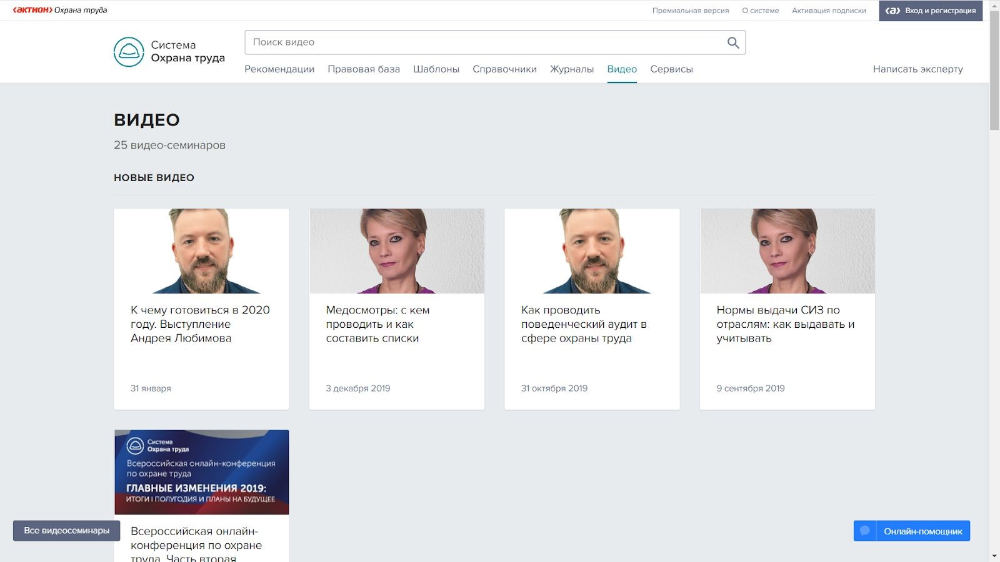 ‹актион› Охрана труда
Премиальная версия
О системе
Активация подписки
‹а› Вход и регистрация
Система
Охрана труда
Поиск видео
Рекомендации
Правовая база
Шаблоны
Справочники
Журналы
Видео
Сервисы
Написать эксперту
ВИДЕО
25 видео-семинаров
НОВЫЕ ВИДЕО
К чему готовиться в 2020
году. Выступление
Андрея Любимова
31 января
Медосмотры: с кем
проводить и как
составить списки
3 декабря 2019
Как проводить
поведенческий аудит в
сфере охраны труда
31 октября 2019
Нормы выдачи СИЗ по
отраслям: как выдавать и
учитывать
9 сентября 2019
Система
Охрана труда
Всероссийская онлайн-конференция
по охране труда
ГЛАВНЫЕ ИЗМЕНЕНИЯ 2019:
ИТОГИ I ПОЛУГОДИЯ И ПЛАНЫ НА БУДУЩЕЕ
Всероссийская онлайн-
конференция по охране
труда. Часть вторая
Все видеосеминары
Онлайн-помощник